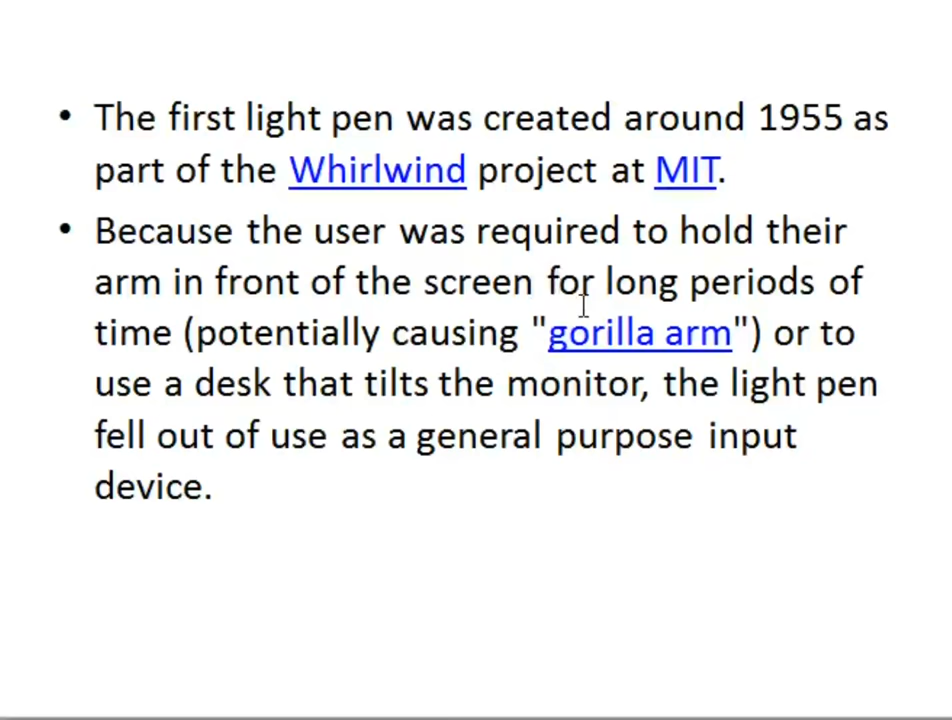 • The first light pen was created around 1955 as
part of the Whirlwind project at MIT.
• Because the user was required to hold their
arm in front of the screen for long periods of
time (potentially causing "gorilla arm") or to
use a desk that tilts the monitor, the light pen
fell out of use as a general purpose input
device.